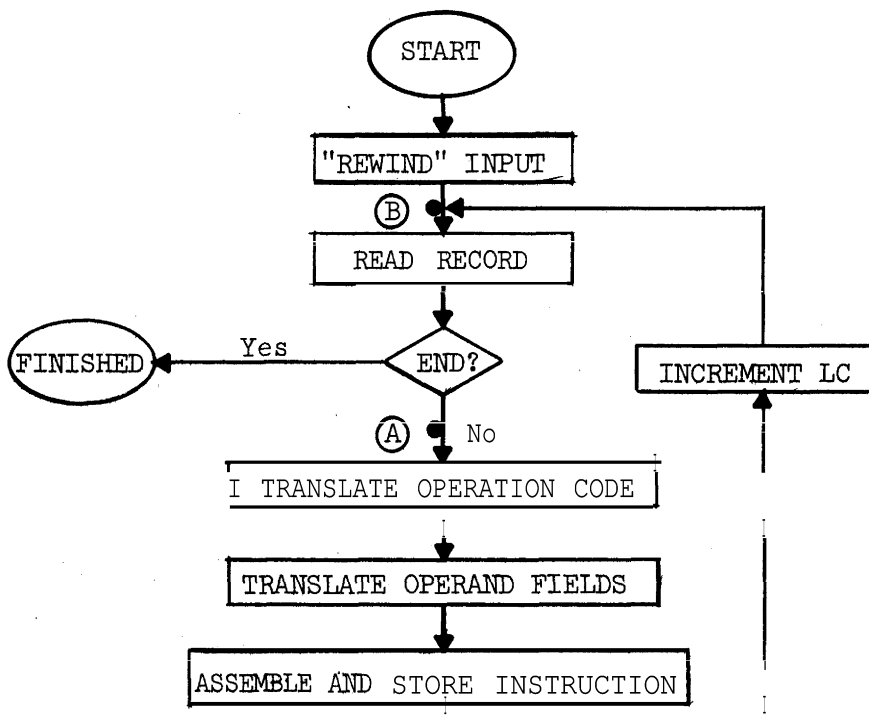 START
"REWIND" INPUT
B
READ RECORD
FINISHED
Yes
END?
INCREMENT LC
A
No
I TRANSLATE OPERATION CODE
TRANSLATE OPERAND FIELDS
ASSEMBLE AND STORE INSTRUCTION